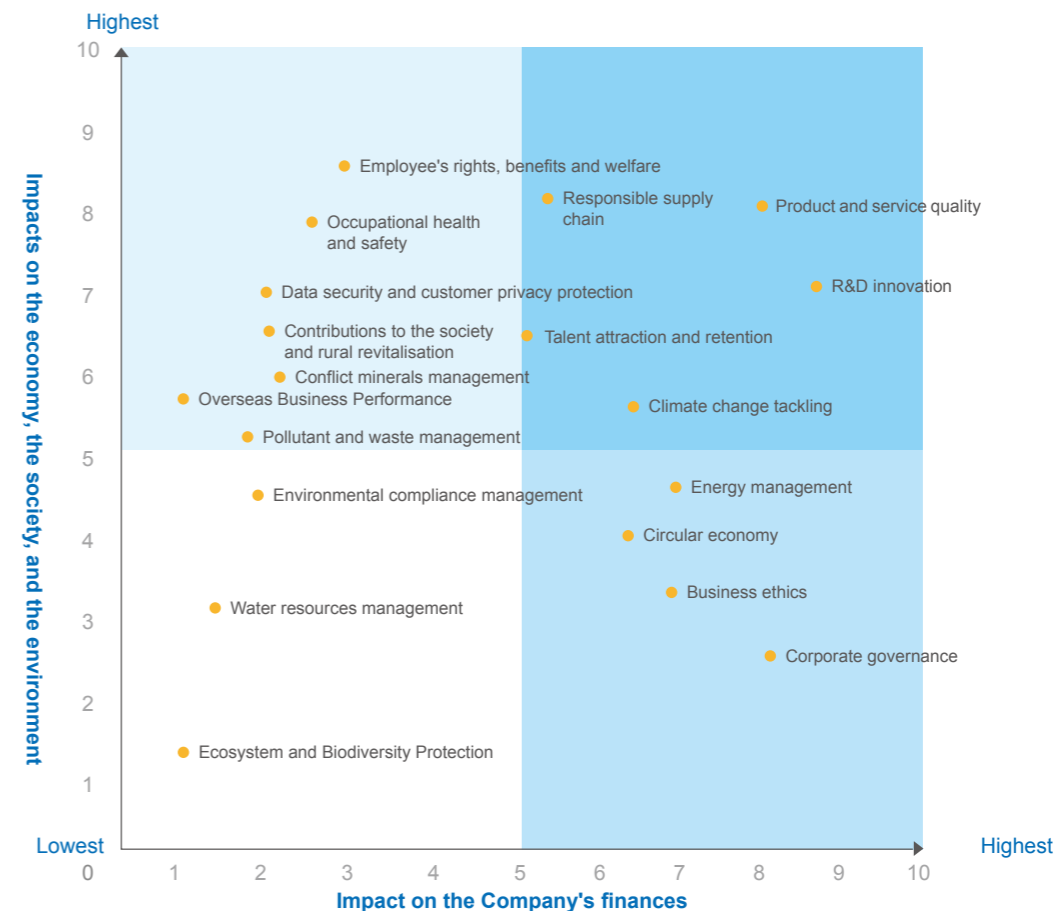 Highest
10
9
8
7
6
5
4
3
2
1
Impacts on the economy, the society, and the environment
Employee's rights, benefits and welfare
Responsible supply
chain
Product and service quality
Occupational health
and safety
Data security and customer privacy protection
R&D innovation
Contributions to the society
and rural revitalisation
Talent attraction and retention
Conflict minerals management
Overseas Business Performance
Climate change tackling
Pollutant and waste management
Environmental compliance management
Energy management
Circular economy
Water resources management
Business ethics
Corporate governance
Ecosystem and Biodiversity Protection
Lowest
Highest
0 1 2 3 4 5 6 7 8 9 10
Impact on the Company's finances